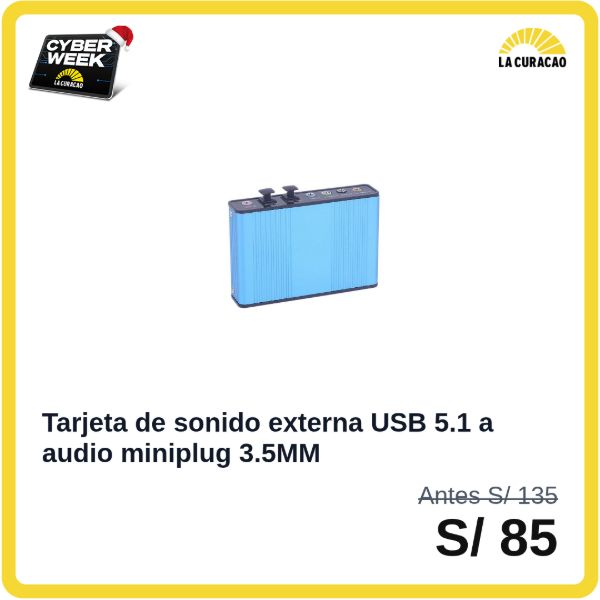 CYBER
WEEK
LA CURACAO
LA CURACAO
Tarjeta de sonido externa USB 5.1 a
audio miniplug 3.5MM
Antes S/ 135
S/ 85